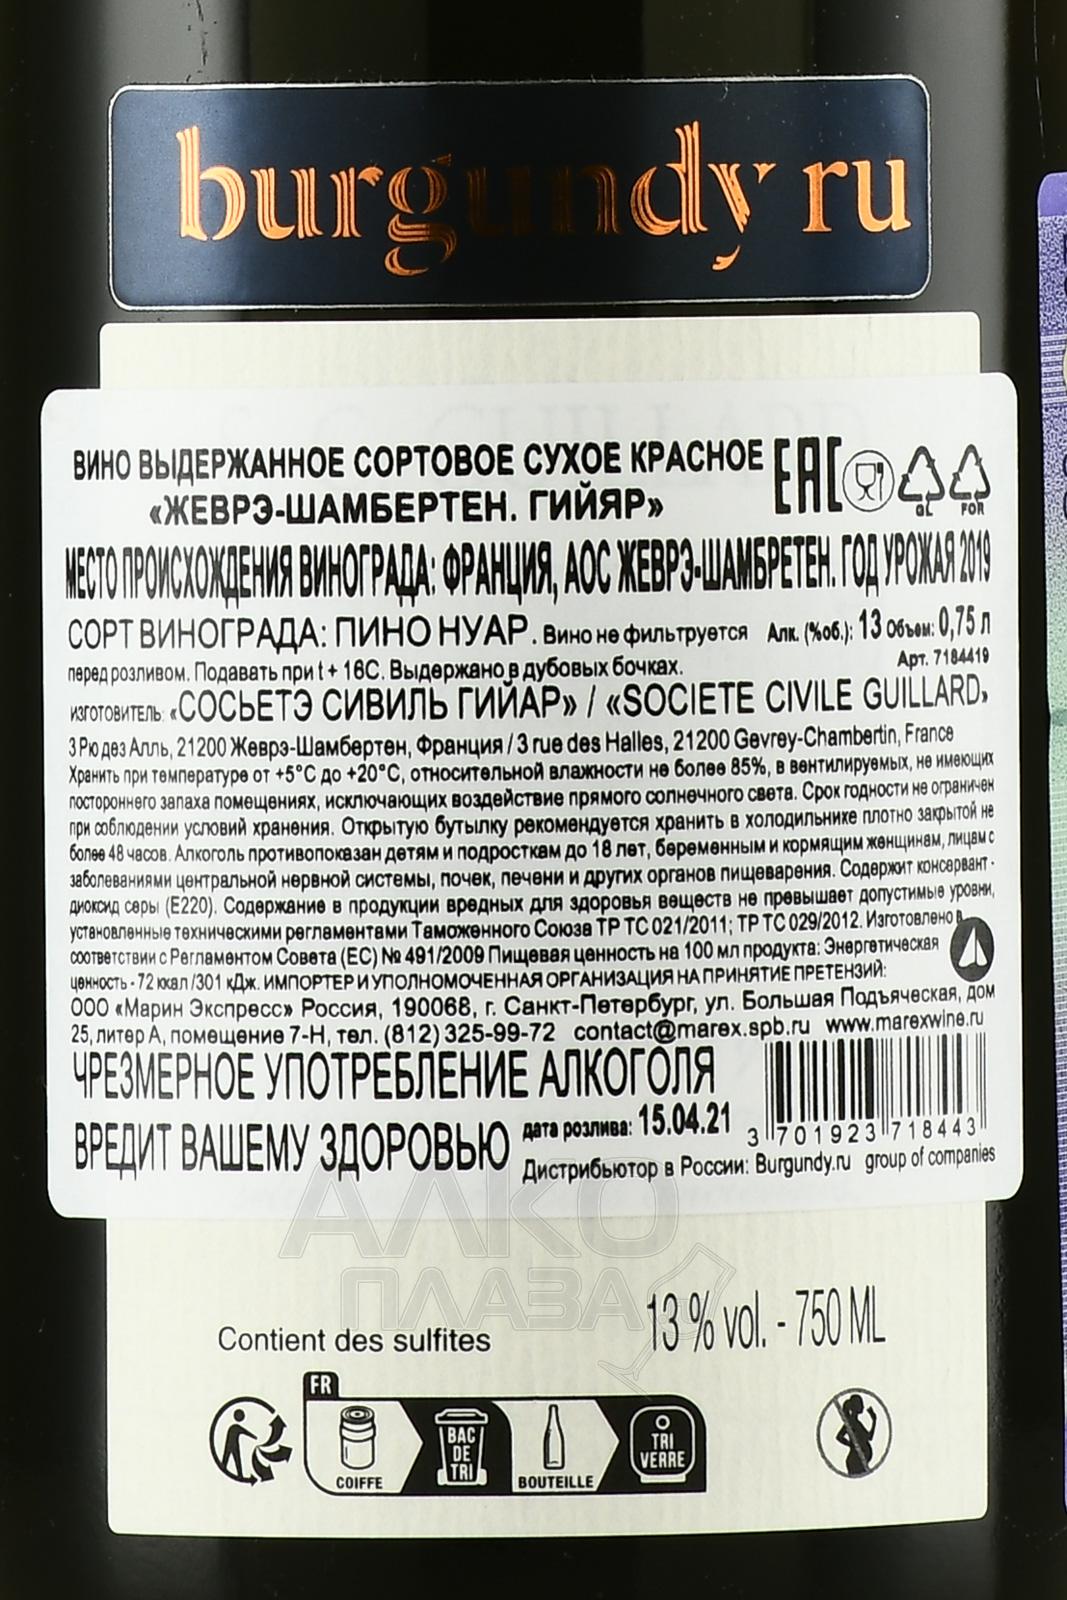 burgundy ru
ВИНО ВЫДЕРЖАННОЕ СОРТОВОЕ СУХОЕ КРАСНОЕ
«ЖЕВРЭ-ШАМБЕРТЕН. ГИЙЯР»
EAC
GL FOR
МЕСТО ПРОИСХОЖДЕНИЯ ВИНОГРАДА: ФРАНЦИЯ, АОС ЖЕВРЭ-ШАМБРЕТЕН. ГОД УРОЖАЯ 2019
СОРТ ВИНОГРАДА: ПИНО НУАР. Вино не фильтруется Алк. (%об.): 13 Объем: 0,75 л
перед розливом. Подавать при t + 16С. Выдержано в дубовых бочках. Арт. 7184419
ИЗГОТОВИТЕЛЬ: «СОСЬЕТЭ СИВИЛЬ ГИЙАР» / «SOCIETE CIVILE GUILLARD»
3 Рю дез Алль, 21200 Жеврэ-Шамбертен, Франция / 3 rue des Halles, 21200 Gevrey-Chambertin, France
Хранить при температуре от +5°С до +20°С, относительной влажности не более 85%, в вентилируемых, не имеющих
постороннего запаха помещениях, исключающих воздействие прямого солнечного света. Срок годности не ограничен
при соблюдении условий хранения. Открытую бутылку рекомендуется хранить в холодильнике плотно закрытой не
более 48 часов. Алкоголь противопоказан детям и подросткам до 18 лет, беременным и кормящим женщинам, лицам с
заболеваниями центральной нервной системы, почек, печени и других органов пищеварения. Содержит консервант -
диоксид серы (Е220). Содержание в продукции вредных для здоровья веществ не превышает допустимые уровни,
установленные техническими регламентами Таможенного Союза ТР ТС 021/2011; ТР ТС 029/2012. Изготовлено в
соответствии с Регламентом Совета (ЕС) № 491/2009 Пищевая ценность на 100 мл продукта: Энергетическая
ценность - 72 ккал /301 кДж. ИМПОРТЕР И УПОЛНОМОЧЕННАЯ ОРГАНИЗАЦИЯ НА ПРИНЯТИЕ ПРЕТЕНЗИЙ:
ООО «Марин Экспресс» Россия, 190068, г. Санкт-Петербург, ул. Большая Подъяческая, дом
25, литер А, помещение 7-Н, тел. (812) 325-99-72 contact@marex.spb.ru www.marexwine.ru
ЧРЕЗМЕРНОЕ УПОТРЕБЛЕНИЕ АЛКОГОЛЯ
ВРЕДИТ ВАШЕМУ ЗДОРОВЬЮ
дата розлива: 15.04.21
3 701923 718443
Дистрибьютор в России: Burgundy.ru group of companies
АЛКО
ПЛАЗА
13 % vol. - 750 ML
Contient des sulfites
FR
COIFFE
BAC
DE
TRI
BOUTEILLE
TRI
VERRE